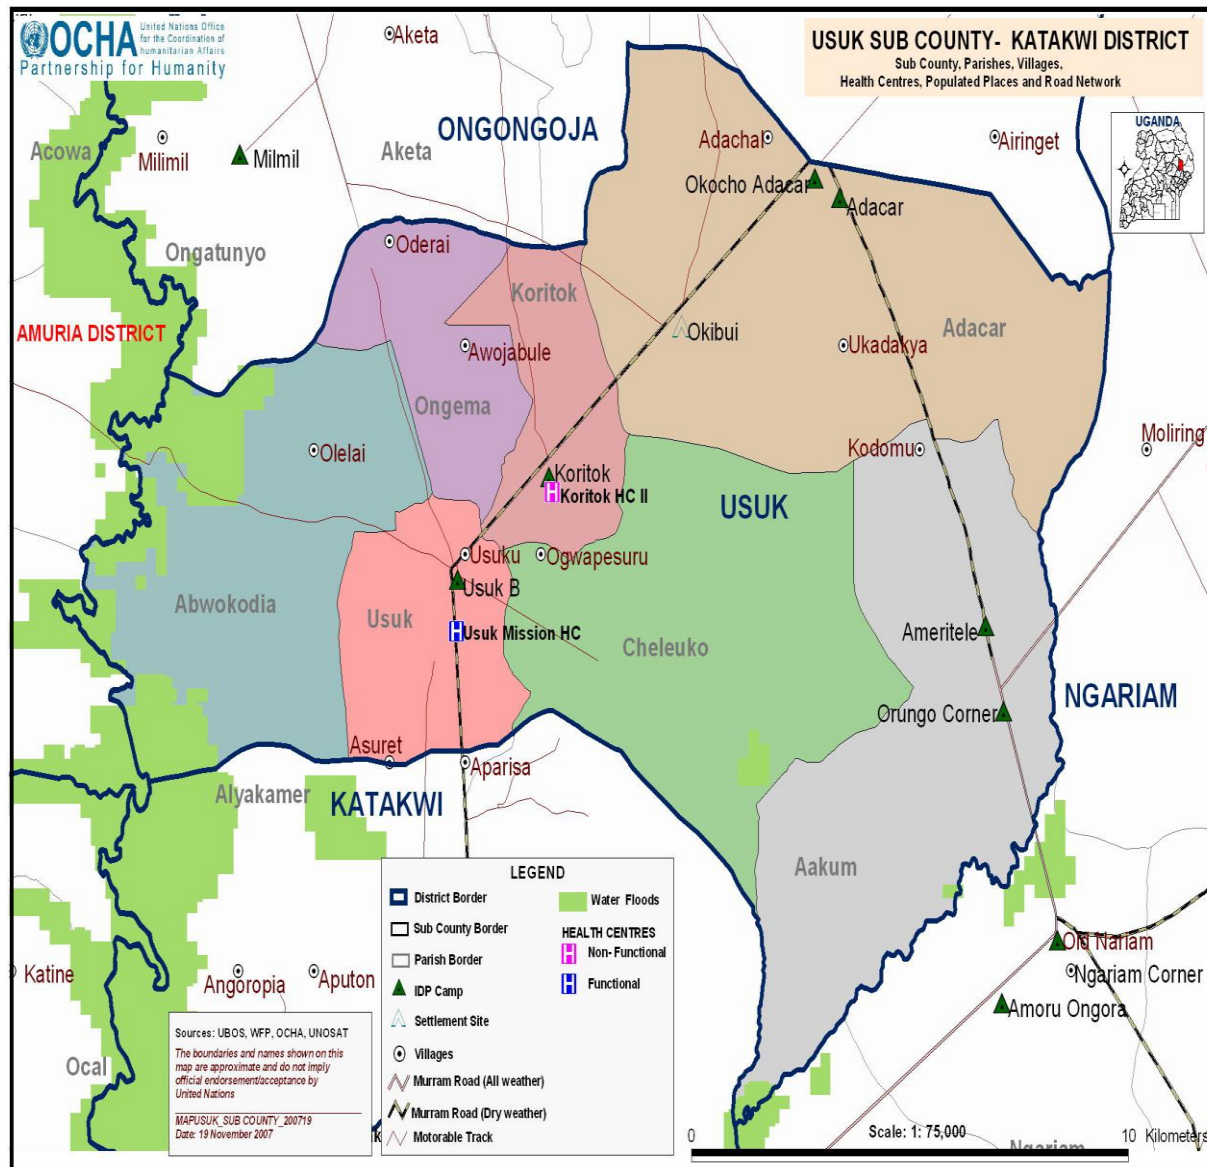 OCHA
United Nations Office
for the Coordination of
humanitarian Affairs
Partnership for Humanity
USUK SUB COUNTY- KATAKWI DISTRICT
Sub County, Parishes, Villages,
Health Centres, Populated Places and Road Network
UGANDA
Aketa
ONGONGOJA
Acowa
Milimil
Milmil
Aketa
Adachal
Airinget
Okocho Adacar
Adacar
Ongatunyo
Oderai
Koritok
AMURIA DISTRICT
Okibui
Adacar
Awojabule
Ukadakya
Ongema
Olelai
Kodomu
Moliring
Koritok
Koritok HC II
USUK
Usuku
Ogwapesuru
Usuk B
Abwokodia
Usuk
Usuk Mission HC
Ameritele
Cheleuko
NGARIAM
Orungo Corner
Asuret
Aparisa
Alyakamer
KATAKWI
Aakum
Old Nariam
Katine
Angoropia
Aputon
Ngariam Corner
Amoru Ongora
Ocal
Ngariam
LEGEND
District Border
Sub County Border
Parish Border
IDP Camp
Settlement Site
Villages
Murram Road (All weather)
Murram Road (Dry weather)
Motorable Track
Water Floods
HEALTH CENTRES
Non- Functional
Functional
Sources: UBOS, WFP, OCHA, UNOSAT
The boundaries and names shown on this
map are approximate and do not imply
official endorsement/acceptance by
United Nations
MAPUSUK_SUB COUNTY_200719
Date: 19 November 2007
0
Scale: 1: 75,000
10 Kilometers